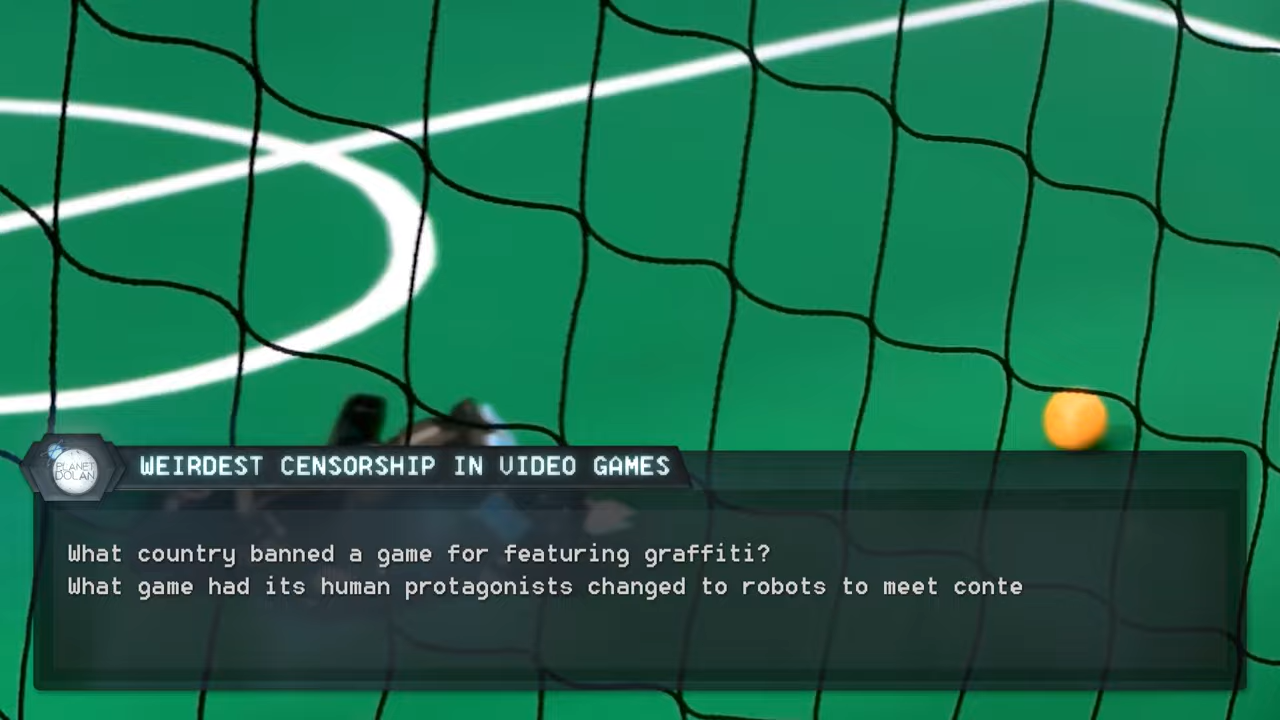 PLANET
DOLAN
WEIRDEST CENSORSHIP IN VIDEO GAMES
What country banned a game for featuring graffiti?
What game had its human protagonists changed to robots to meet conte